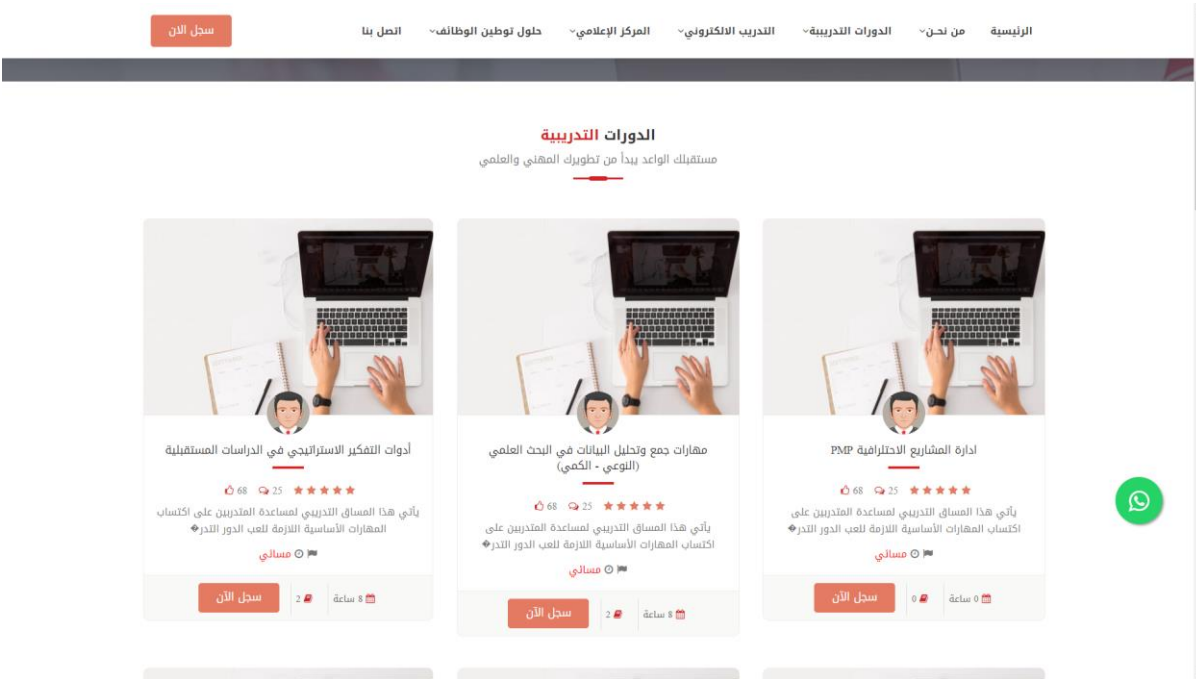 الرئيسية من نحـن الدورات التدريبية التدريب الالكتروني المركز الإعلامي حلول توطين الوظائف اتصل بنا سجل الان
الدورات التدريبية
مستقبلك الواعد يبدأ من تطويرك المهني والعلمي
ادارة المشاريع الاحتلرافية PMP
25 68
يأتي هذا المساق التدريبي لمساعدة المتدربين على
اكتساب المهارات الأساسية اللازمة للعب الدور التدر�
مسائي
0 ساعة 0 سجل الآن
مهارات جمع وتحليل البيانات في البحث العلمي
(النوعي - الكمي)
25 68
يأتي هذا المساق التدريبي لمساعدة المتدربين على
اكتساب المهارات الأساسية اللازمة للعب الدور التدر�
مسائي
8 ساعة 2 سجل الآن
أدوات التفكير الاستراتيجي في الدراسات المستقبلية
25 68
يأتي هذا المساق التدريبي لمساعدة المتدربين على اكتساب
المهارات الأساسية اللازمة للعب الدور التدر�
مسائي
8 ساعة 2 سجل الآن